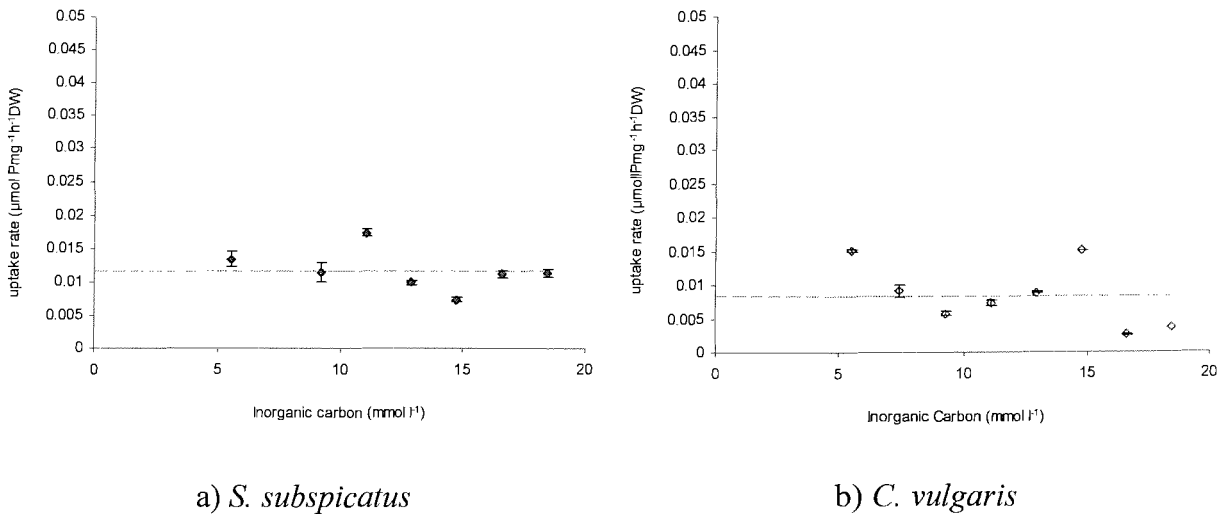 0.05
0.045
0.04
0.035
0.03
0.025
0.02
0.015
0.01
0.005
0
uptake rate (µmol Pmg⁻¹h⁻¹DW)
0 5 10 15 20
Inorganic carbon (mmol l⁻¹)
a) S. subspicatus
0.05
0.045
0.04
0.035
0.03
0.025
0.02
0.015
0.01
0.005
0
uptake rate (µmol/Pmg⁻¹h⁻¹DW)
0 5 10 15 20
Inorganic Carbon (mmol l⁻¹)
b) C. vulgaris